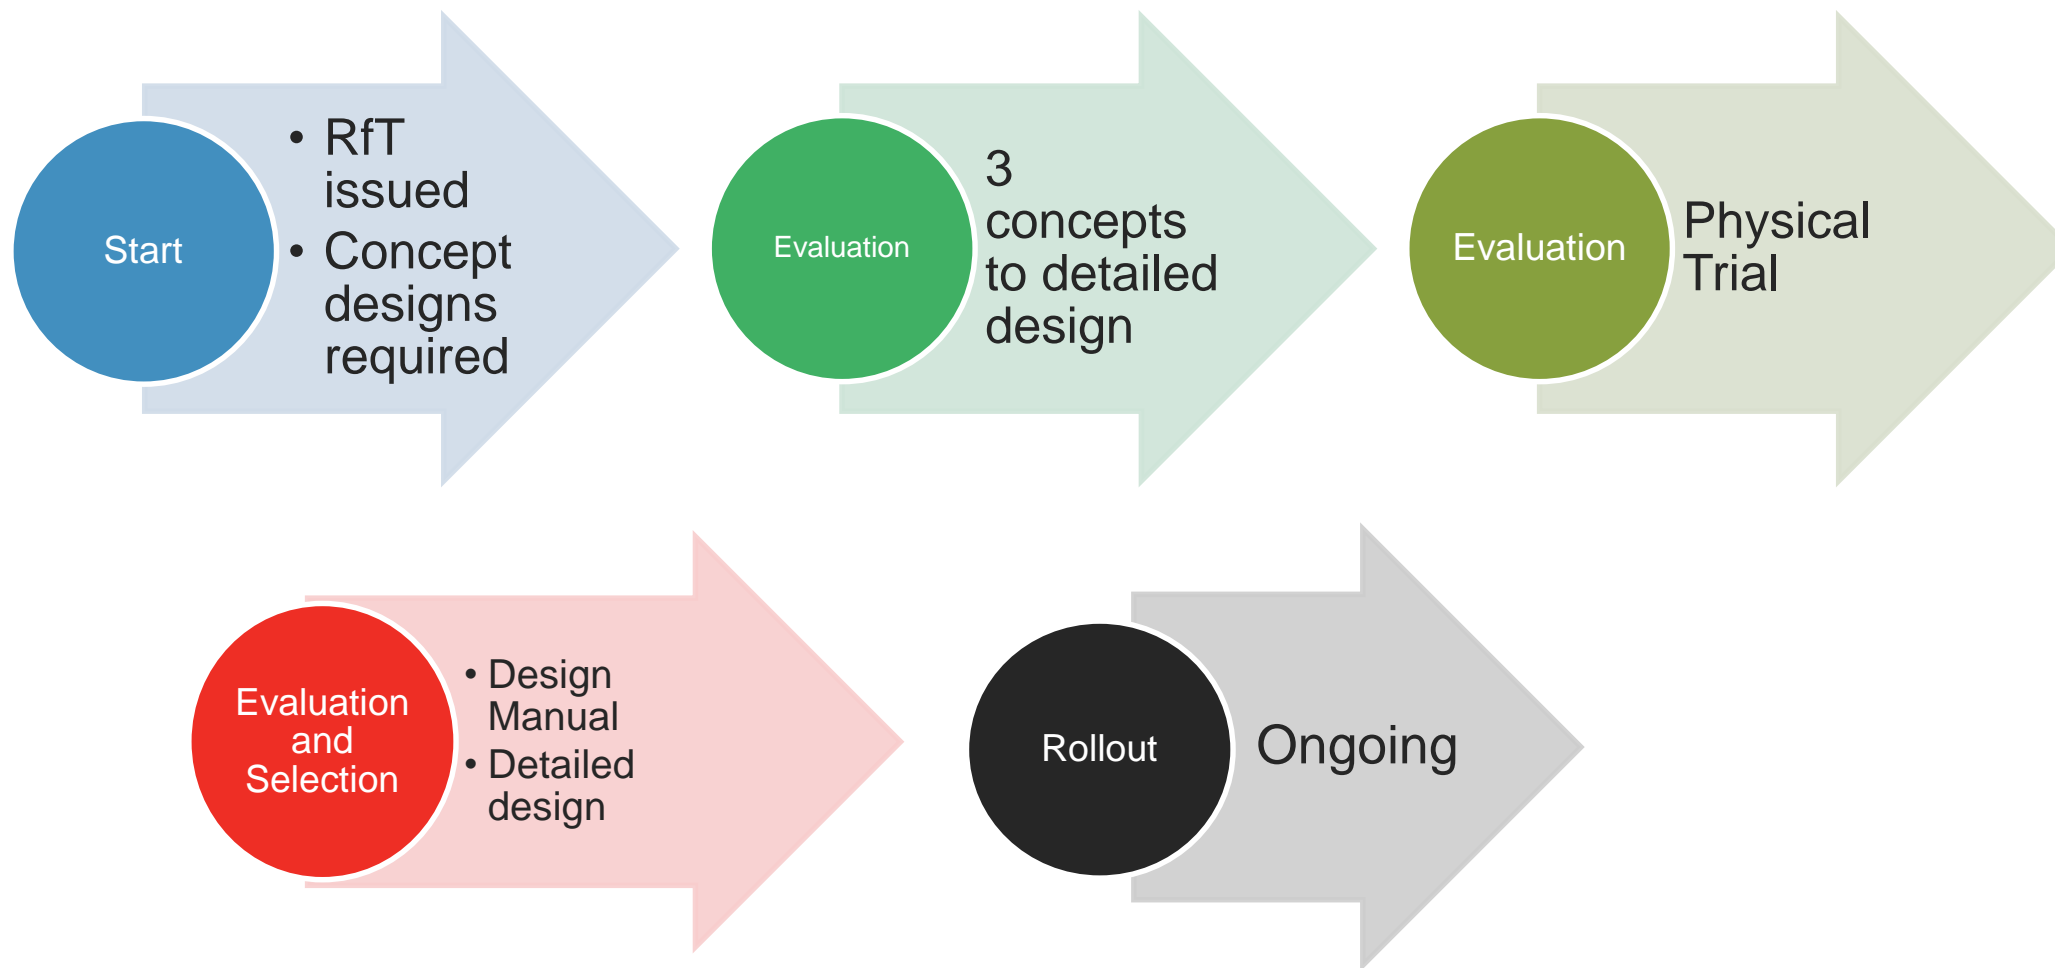 Start
• RfT
issued
• Concept
designs
required
Evaluation
3
concepts
to detailed
design
Evaluation
Physical
Trial
Evaluation
and
Selection
• Design
Manual
• Detailed
design
Rollout
Ongoing